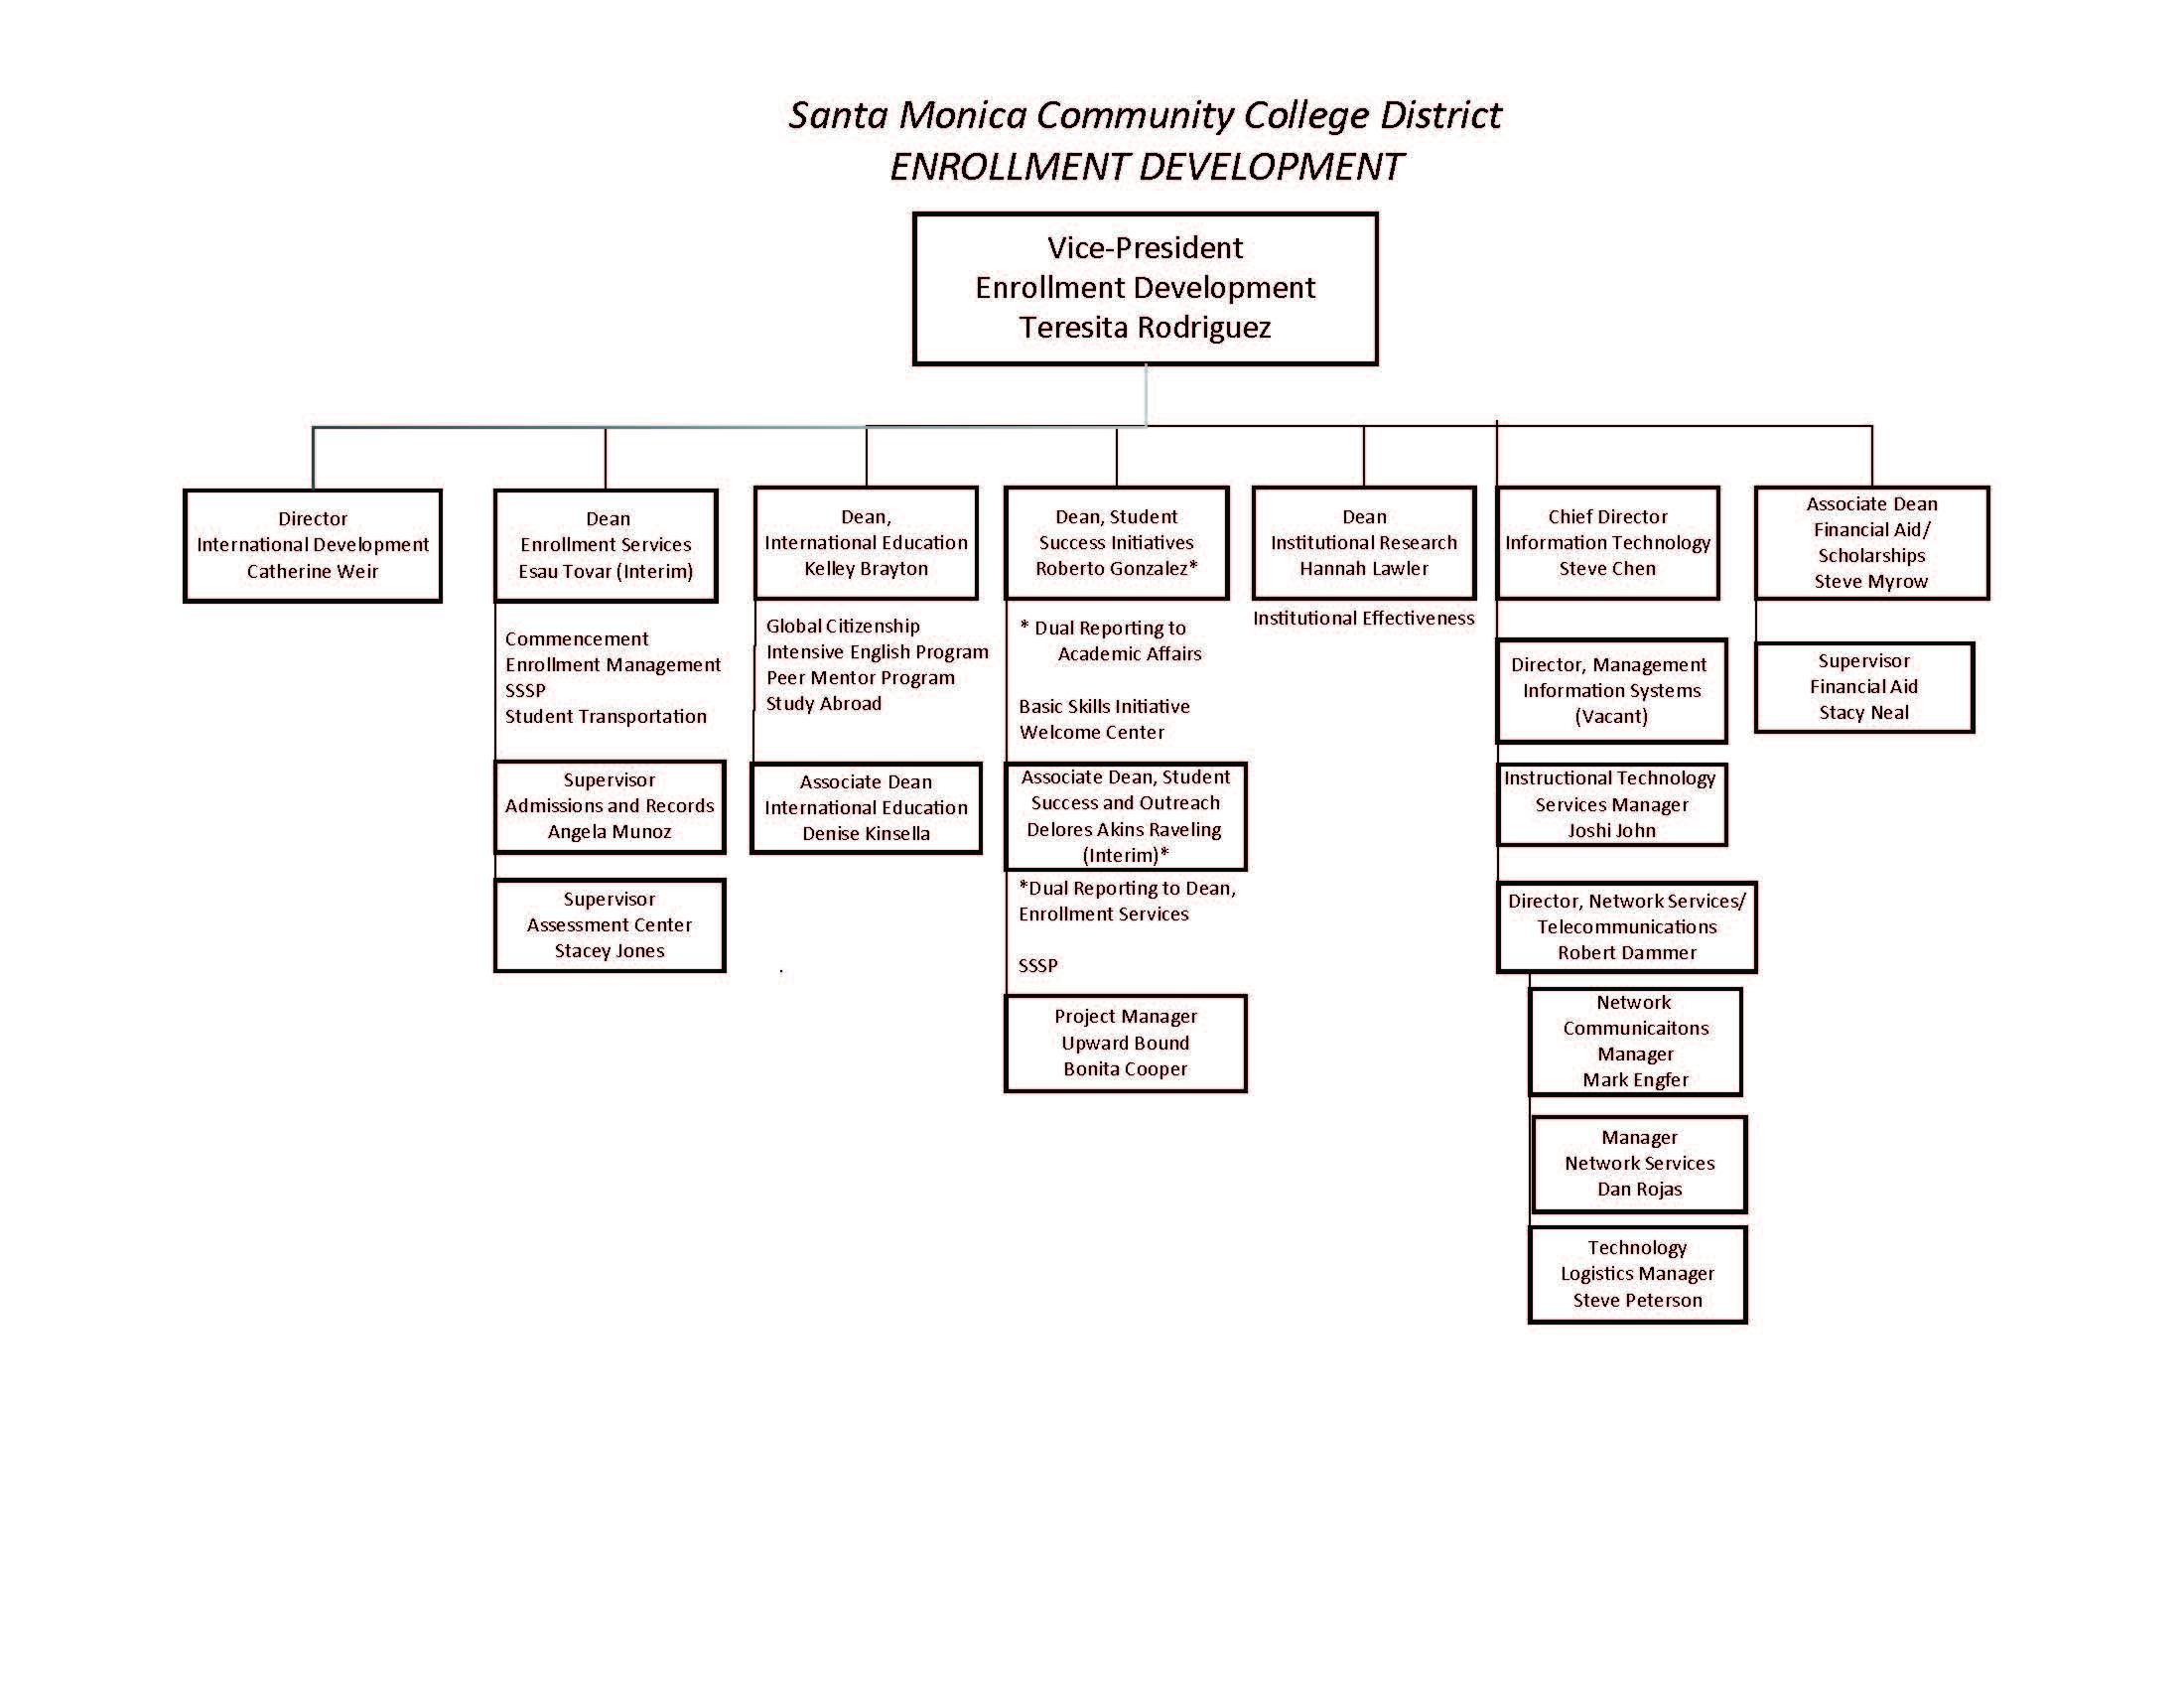 Santa Monica Community College District
ENROLLMENT DEVELOPMENT
Vice-President
Enrollment Development
Teresita Rodriguez
Director
International Development
Catherine Weir
Dean
Enrollment Services
Esau Tovar (Interim)
Commencement
Enrollment Management
SSSP
Student Transportation
Supervisor
Admissions and Records
Angela Munoz
Supervisor
Assessment Center
Stacey Jones
Dean,
International Education
Kelley Brayton
Global Citizenship
Intensive English Program
Peer Mentor Program
Study Abroad
Associate Dean
International Education
Denise Kinsella
Dean, Student
Success Initiatives
Roberto Gonzalez*
* Dual Reporting to
Academic Affairs
Basic Skills Initiative
Welcome Center
Associate Dean, Student
Success and Outreach
Delores Akins Raveling
(Interim)*
*Dual Reporting to Dean,
Enrollment Services
SSSP
Project Manager
Upward Bound
Bonita Cooper
Dean
Institutional Research
Hannah Lawler
Institutional Effectiveness
Chief Director
Information Technology
Steve Chen
Director, Management
Information Systems
(Vacant)
Instructional Technology
Services Manager
Joshi John
Director, Network Services/
Telecommunications
Robert Dammer
Network
Communicaitons
Manager
Mark Engfer
Manager
Network Services
Dan Rojas
Technology
Logistics Manager
Steve Peterson
Associate Dean
Financial Aid/
Scholarships
Steve Myrow
Supervisor
Financial Aid
Stacy Neal